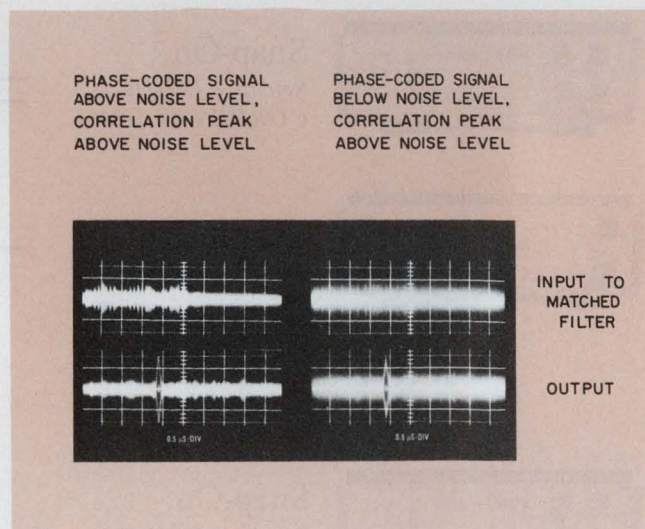 PHASE-CODED SIGNAL
ABOVE NOISE LEVEL,
CORRELATION PEAK
ABOVE NOISE LEVEL
PHASE-CODED SIGNAL
BELOW NOISE LEVEL,
CORRELATION PEAK
ABOVE NOISE LEVEL
INPUT TO
MATCHED
FILTER
OUTPUT
0.5 µS-DIV
0.5 µS-DIV